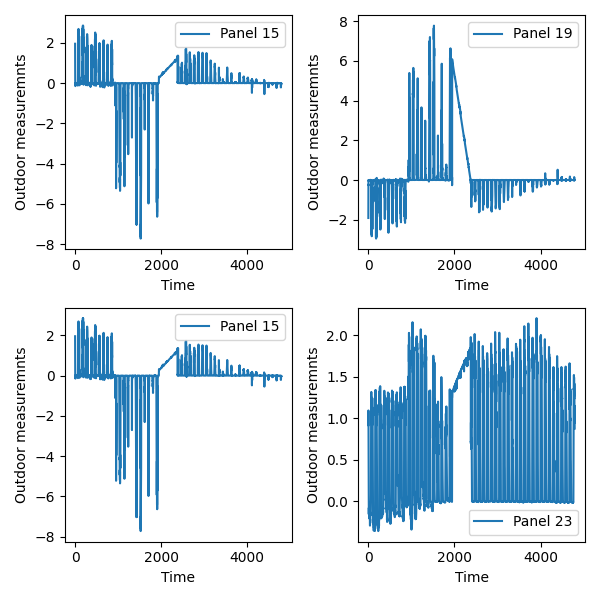 Panel 15
Outdoor measuremnts
2
0
−2
−4
−6
−8
0 2000 4000
Time
Panel 19
Outdoor measuremnts
8
6
4
2
0
−2
0 2000 4000
Time
Panel 15
Outdoor measuremnts
2
0
−2
−4
−6
−8
0 2000 4000
Time
Outdoor measuremnts
2.0
1.5
1.0
0.5
0.0
Panel 23
0 2000 4000
Time